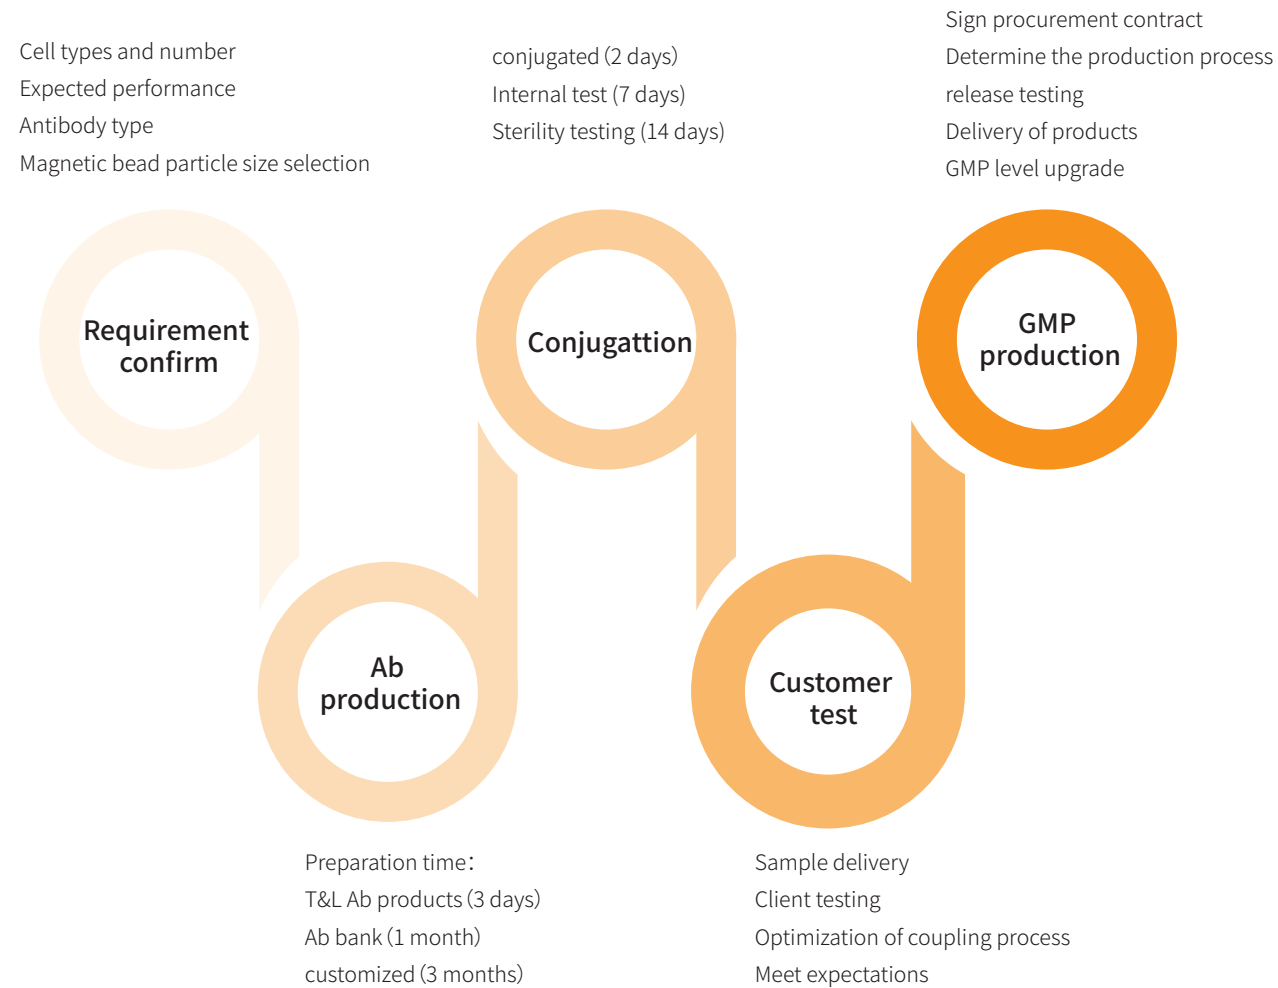 Cell types and number
Expected performance
Antibody type
Magnetic bead particle size selection
Requirement
confirm
Preparation time：
T&L Ab products（3 days）
Ab bank（1 month）
customized（3 months）
Ab
production
conjugated（2 days）
Internal test (7 days)
Sterility testing (14 days)
Conjugattion
Customer
test
Sample delivery
Client testing
Optimization of coupling process
Meet expectations
Sign procurement contract
Determine the production process
release testing
Delivery of products
GMP level upgrade
GMP
production